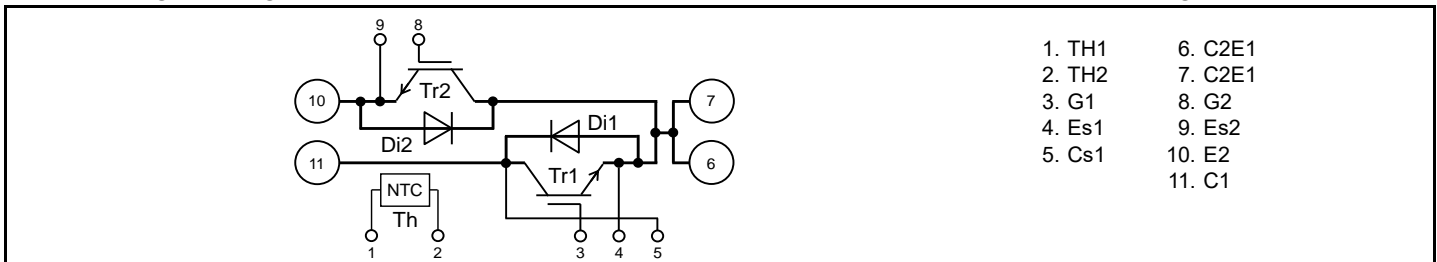 9 8
1. TH1 6. C2E1
2. TH2 7. C2E1
3. G1 8. G2
4. Es1 9. Es2
5. Cs1 10. E2
11. C1
Tr2
10 7
Di1
Di2
11 6
Tr1
NTC
Th
1 2 3 4 5